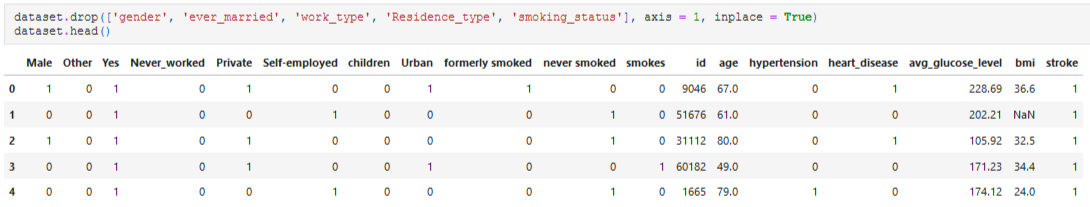 dataset.drop(['gender', 'ever_married', 'work_type', 'Residence_type', 'smoking_status'], axis = 1, inplace = True)
dataset.head()
Male Other Yes Never_worked Private Self-employed children Urban formerly smoked never smoked smokes id age hypertension heart_disease avg_glucose_level bmi stroke
0 1 0 1 0 1 0 0 1 1 0 0 9046 67.0 0 1 228.69 36.6 1
1 0 0 1 0 0 1 0 0 0 1 0 51676 61.0 0 0 202.21 NaN 1
2 1 0 1 0 1 0 0 0 0 1 0 31112 80.0 0 1 105.92 32.5 1
3 0 0 1 0 1 0 0 1 0 0 1 60182 49.0 0 0 171.23 34.4 1
4 0 0 1 0 0 1 0 0 0 1 0 1665 79.0 1 0 174.12 24.0 1